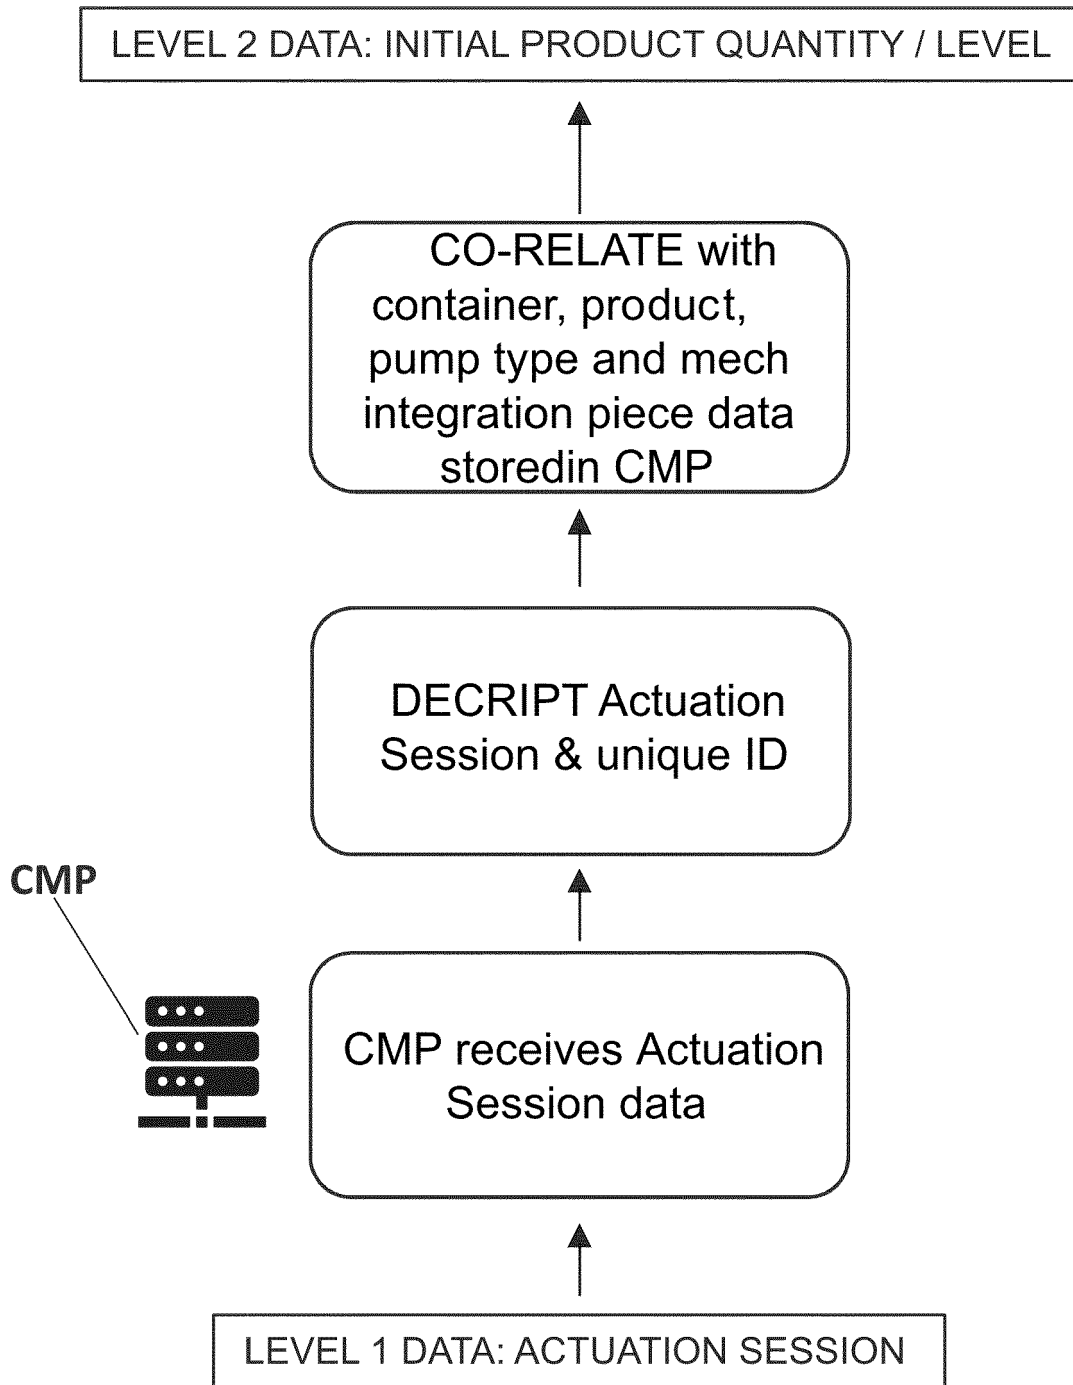 LEVEL 2 DATA: INITIAL PRODUCT QUANTITY / LEVEL
CO-RELATE with
container, product,
pump type and mech
integration piece data
storedin CMP
DECRIPT Actuation
Session & unique ID
CMP
CMP receives Actuation
Session data
LEVEL 1 DATA: ACTUATION SESSION